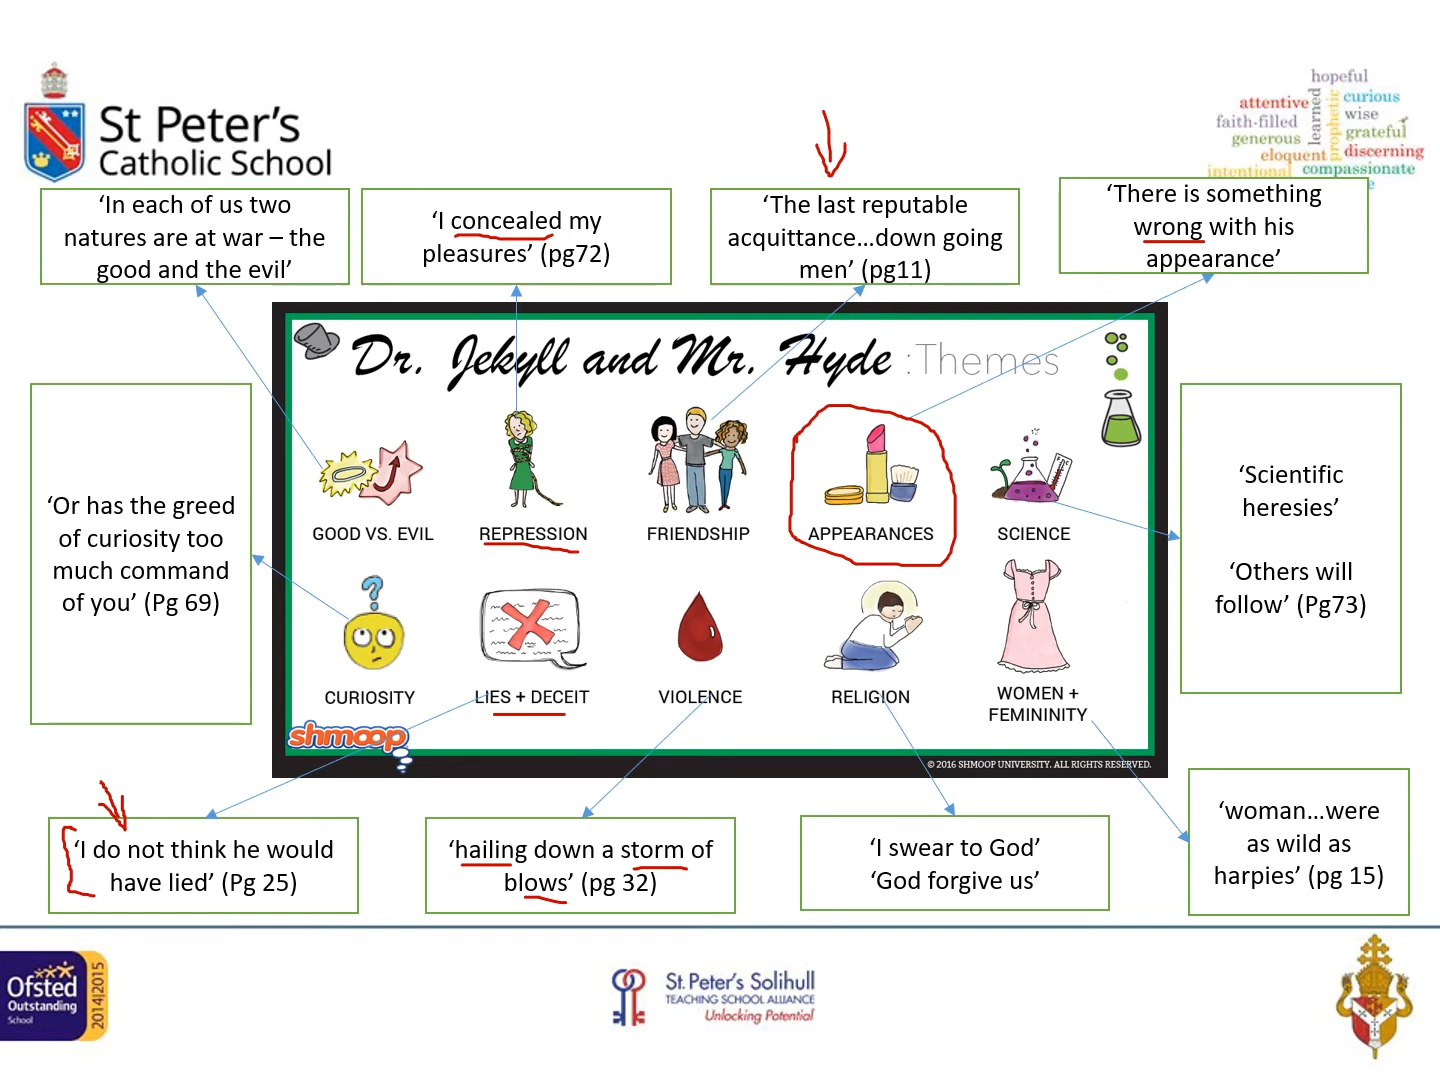 St Peter's
Catholic School
hopeful
attentive
learned
prophetic
curious
faith-filled
wise
generous
grateful
eloquent
discerning
intentional
compassionate
‘In each of us two
natures are at war – the
good and the evil’
‘I concealed my
pleasures’ (pg72)
‘The last reputable
acquittance...down going
men’ (pg11)
‘There is something
wrong with his
appearance’
Dr. Jekyll and Mr. Hyde :Themes
‘Or has the greed
of curiosity too
much command
of you’ (Pg 69)
GOOD VS. EVIL
REPRESSION
FRIENDSHIP
APPEARANCES
SCIENCE
‘Scientific
heresies’
‘Others will
follow’ (Pg73)
CURIOSITY
LIES + DECEIT
VIOLENCE
RELIGION
WOMEN +
FEMININITY
shmoop
© 2016 SHMOOP UNIVERSITY. ALL RIGHTS RESERVED.
‘I do not think he would
have lied’ (Pg 25)
‘hailing down a storm of
blows’ (pg 32)
‘I swear to God’
‘God forgive us’
‘woman...were
as wild as
harpies’ (pg 15)
Ofsted
Outstanding
School
2014|2015
St. Peter's Solihull
TEACHING SCHOOL ALLIANCE
Unlocking Potential